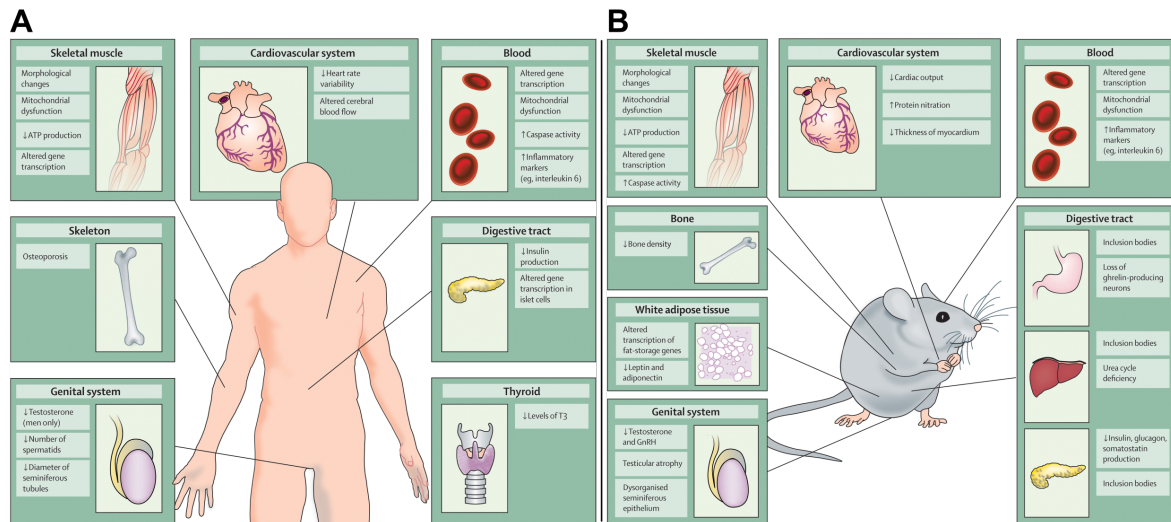 A
Skeletal muscle
Morphological
changes
Mitochondrial
dysfunction
↓ATP production
Altered gene
transcription
Cardiovascular system
↓Heart rate
variability
Altered cerebral
blood flow
Blood
Altered gene
transcription
Mitochondrial
dysfunction
↑Caspase activity
↑Inflammatory
markers
(eg, interleukin 6)
Skeleton
Osteoporosis
Digestive tract
↓Insulin
production
Altered gene
transcription in
islet cells
Genital system
↓Testosterone
(men only)
↓Number of
spermatids
↓Diameter of
seminiferous
tubules
Thyroid
↓Levels of T3
B
Skeletal muscle
Morphological
changes
Mitochondrial
dysfunction
↓ATP production
Altered gene
transcription
↑Caspase activity
Cardiovascular system
↓Cardiac output
↑Protein nitration
↓Thickness of myocardium
Blood
Altered gene
transcription
Mitochondrial
dysfunction
↑Inflammatory
markers
(eg, interleukin 6)
Bone
↓Bone density
White adipose tissue
Altered
transcription of
fat-storage genes
↓Leptin and
adiponectin
Genital system
↓Testosterone
and GnRH
Testicular atrophy
Dysorganised
seminiferous
epithelium
Digestive tract
Inclusion bodies
Loss of
ghrelin-producing
neurons
Inclusion bodies
Urea cycle
deficiency
↓Insulin, glucagon,
somatostatin
production
Inclusion bodies